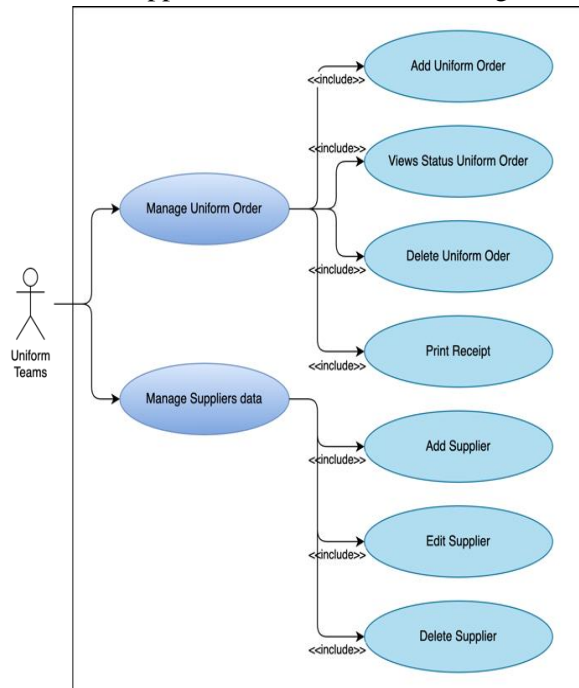 Add Uniform Order
<<include>>
<<include>>
Views Status Uniform Order
Manage Uniform Order
Delete Uniform Oder
<<include>>
Uniform
Teams
Print Receipt
<<include>>
Manage Suppliers data
Add Supplier
<<include>>
Edit Supplier
<<include>>
Delete Supplier
<<include>>